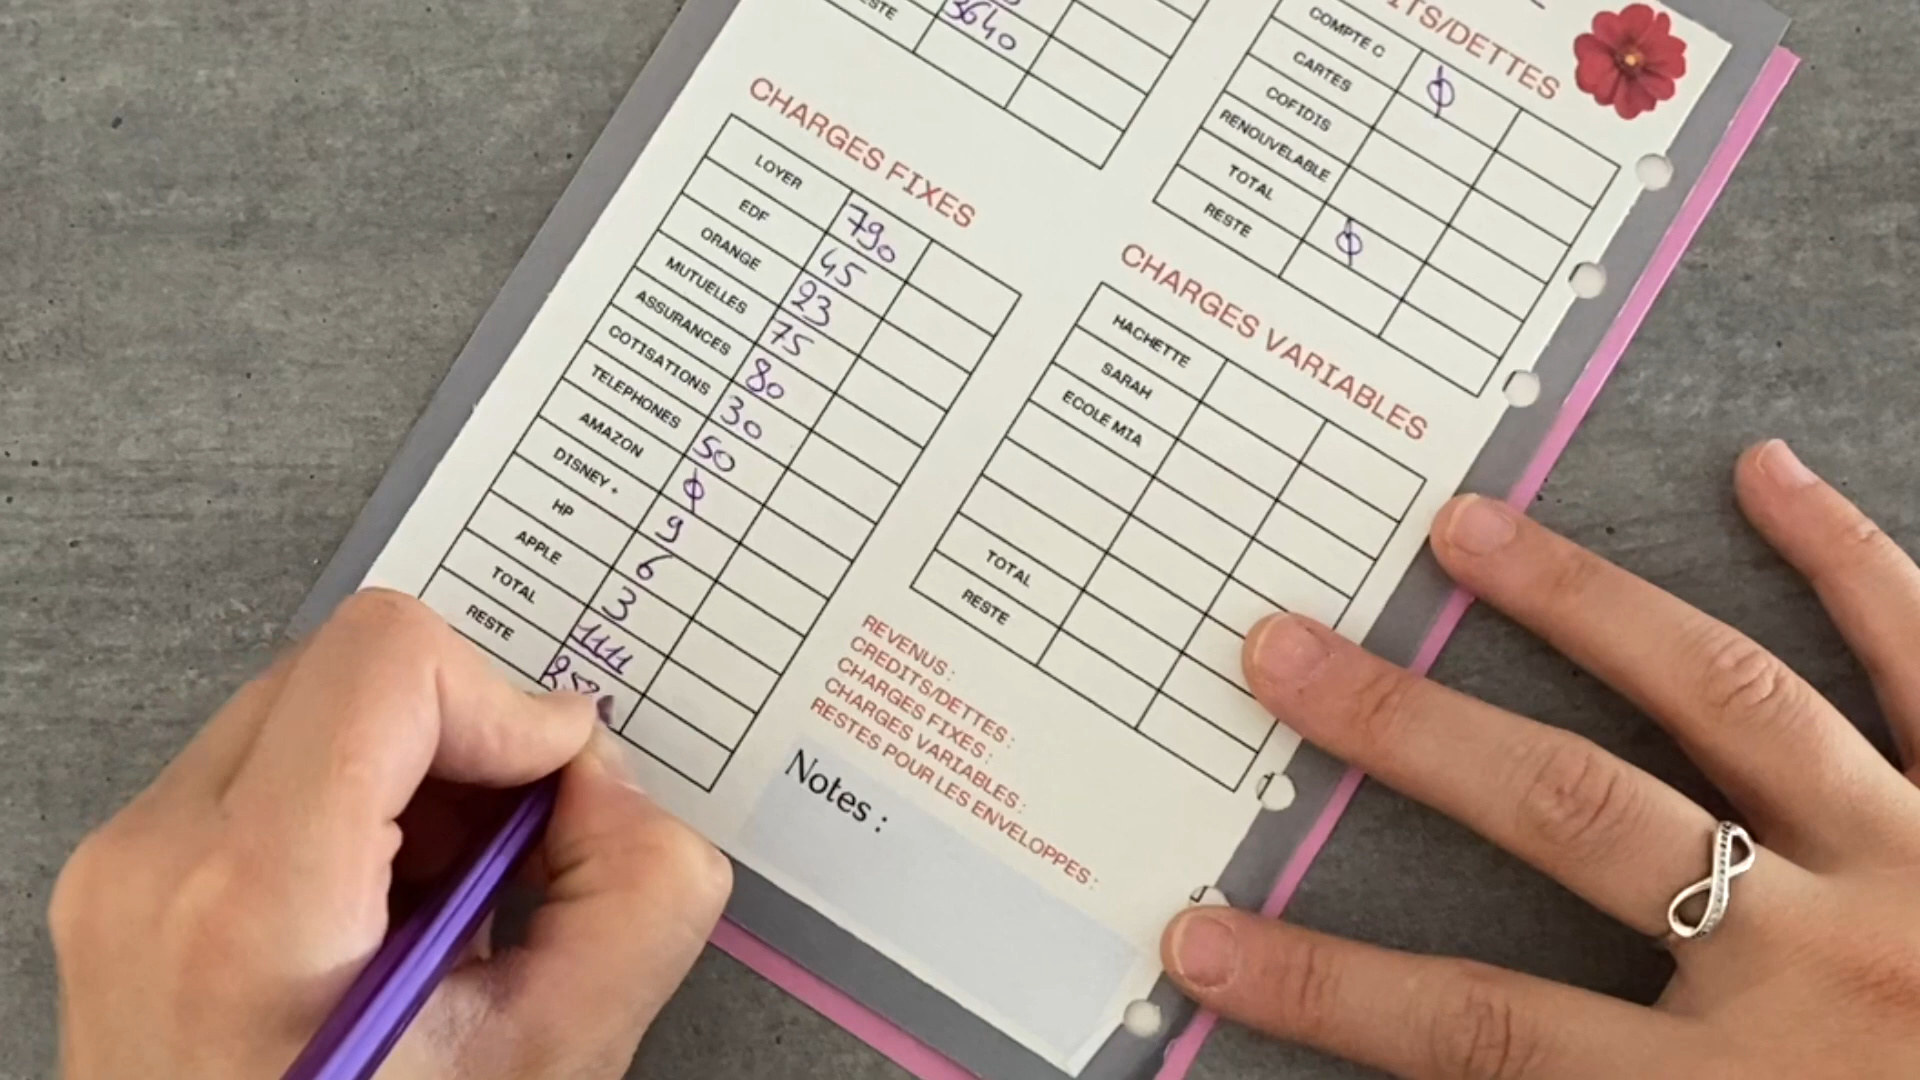 3640
CHARGES FIXES
LOYER 790
EDF 45
ORANGE 23
MUTUELLES 75
ASSURANCES 80
COTISATIONS 30
TELEPHONES 50
AMAZON 0
DISNEY + 9
HP 6
APPLE 3
TOTAL 1111
RESTE
COMPTE C 0
CARTES
COFIDIS
RENOUVELABLE
TOTAL 0
RESTE
CHARGES VARIABLES
HACHETTE
SARAH
ECOLE MIA
TOTAL
RESTE
REVENUS :
CREDITS/DETTES :
CHARGES FIXES :
CHARGES VARIABLES :
RESTES POUR LES ENVELOPPES :
Notes :